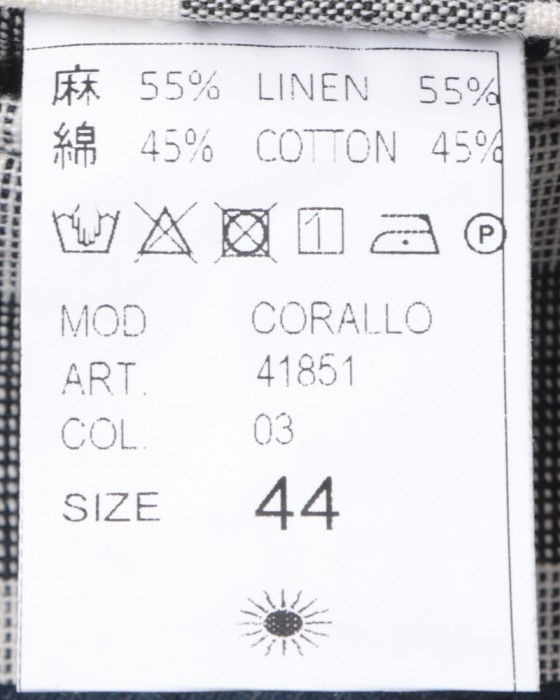 麻 55% LINEN 55%
綿 45% COTTON 45%
P
MOD CORALLO
ART. 41851
COL. 03
SIZE 44